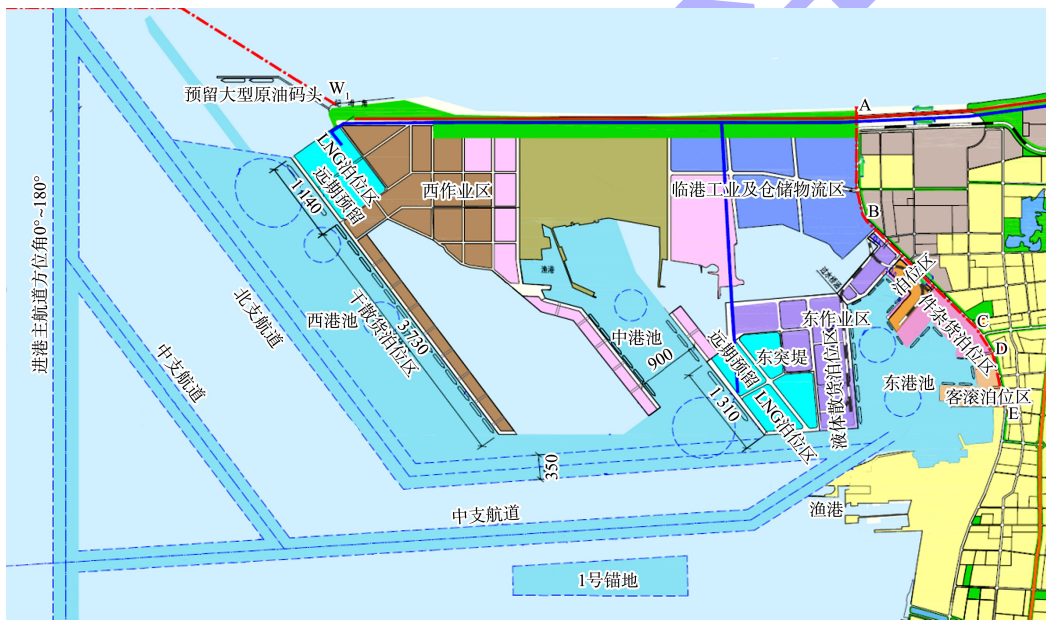 预留大型原油码头
W₁
A
LNG泊位区
远期预留
1 140
西作业区
临港工业及仓储物流区
B
进港主航道方位角0°~180°
北支航道
西港池
干散货泊位区
3 730
渔港
中港池
900
远期预留
LNG泊位区
1 310
东作业区
东突堤
液体散货泊位区
泊位区
件杂货泊位区
C
D
东港池
客滚泊位区
E
中支航道
350
中支航道
渔港
1号锚地